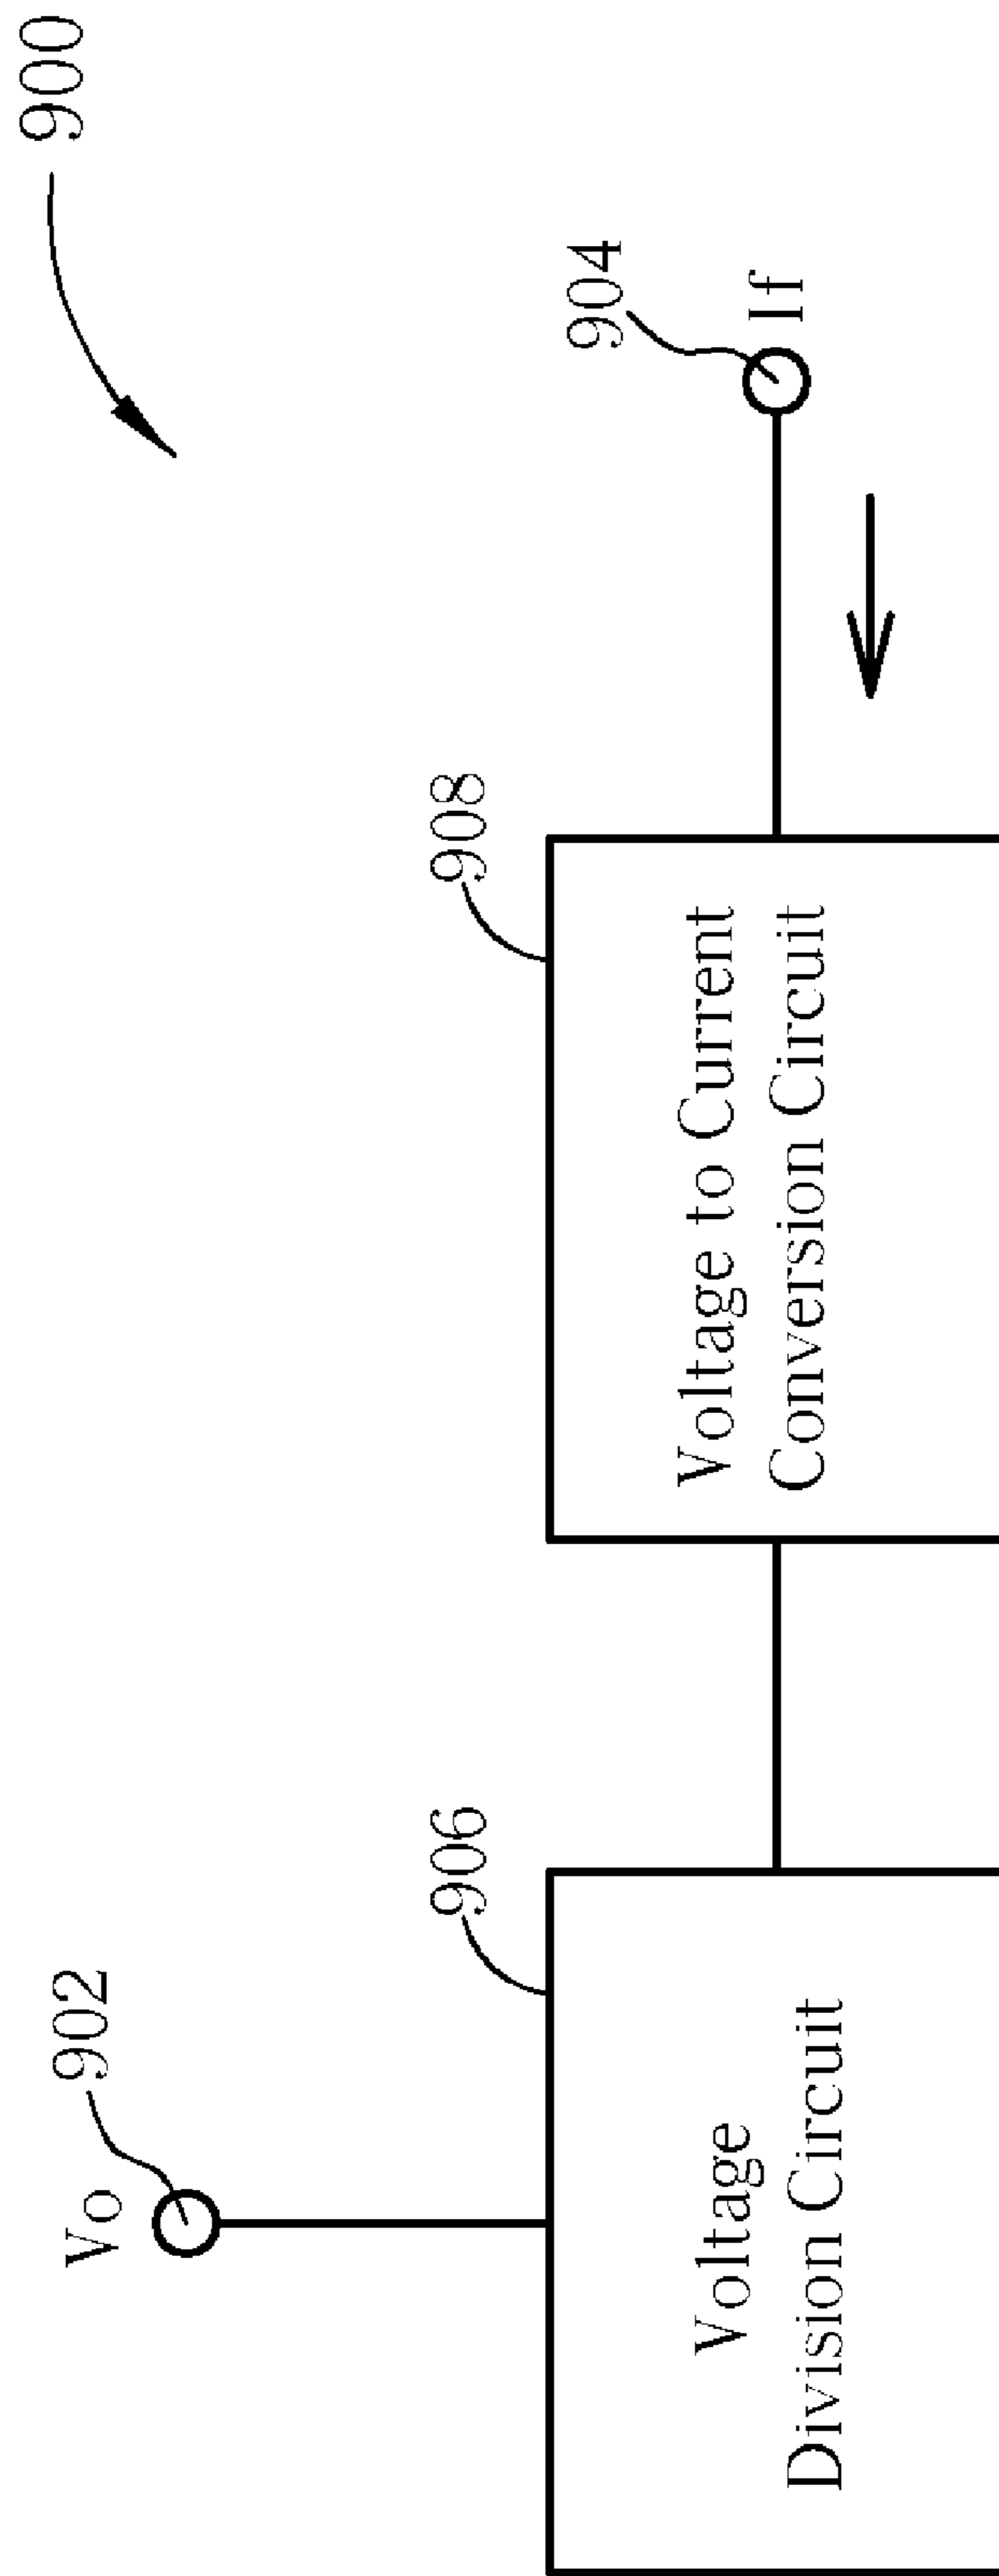 900
Vo
902
904
If
906
908
Voltage
Division Circuit
Voltage to Current
Conversion Circuit